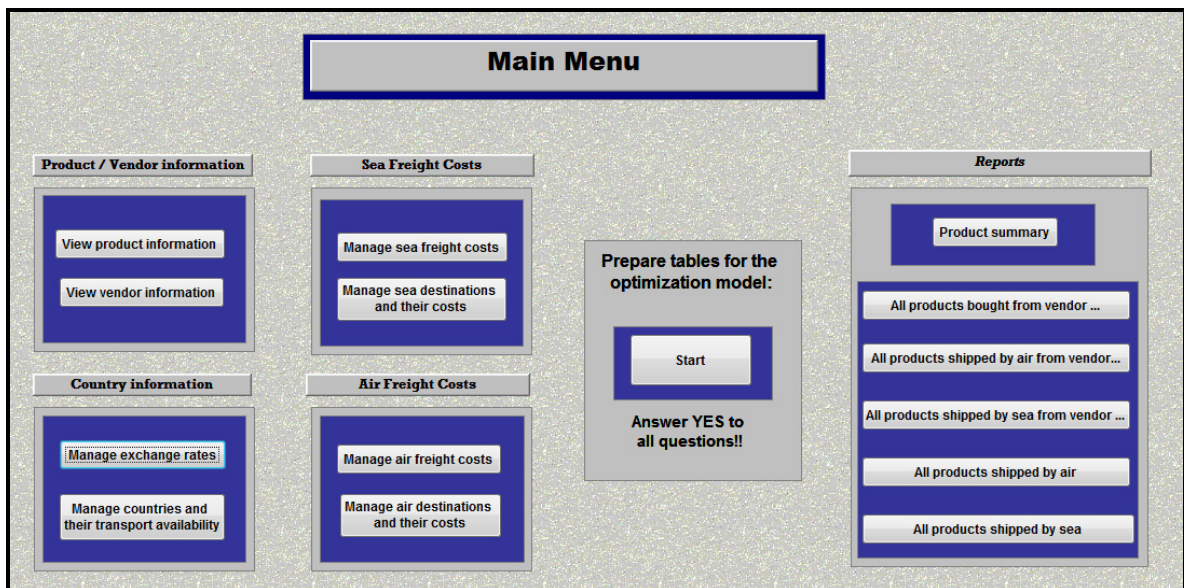 Main Menu
Product / Vendor information
View product information
View vendor information
Country information
Manage exchange rates
Manage countries and
their transport availability
Sea Freight Costs
Manage sea freight costs
Manage sea destinations
and their costs
Air Freight Costs
Manage air freight costs
Manage air destinations
and their costs
Prepare tables for the
optimization model:
Start
Answer YES to
all questions!!
Reports
Product summary
All products bought from vendor ...
All products shipped by air from vendor...
All products shipped by sea from vendor ...
All products shipped by air
All products shipped by sea